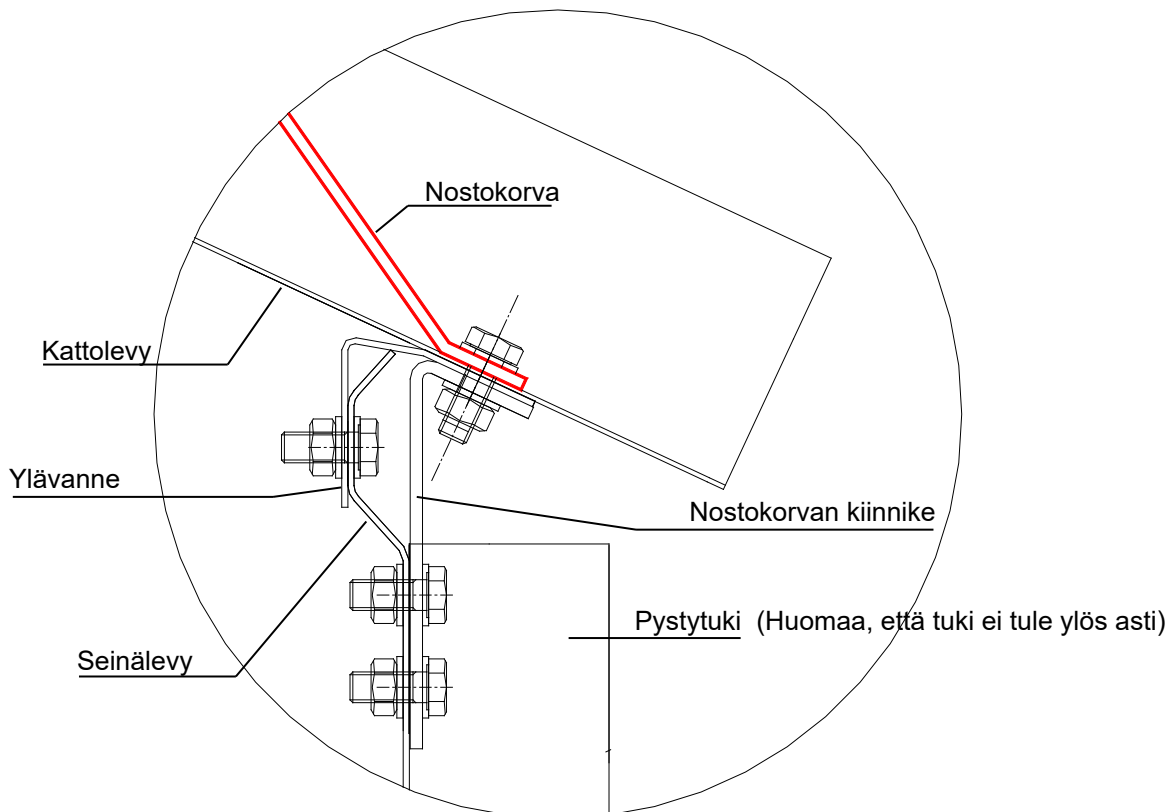 Nostokorva
Kattolevy
Ylävanne
Nostokorvan kiinnike
Pystytuki (Huomaa, että tuki ei tule ylös asti)
Seinälevy